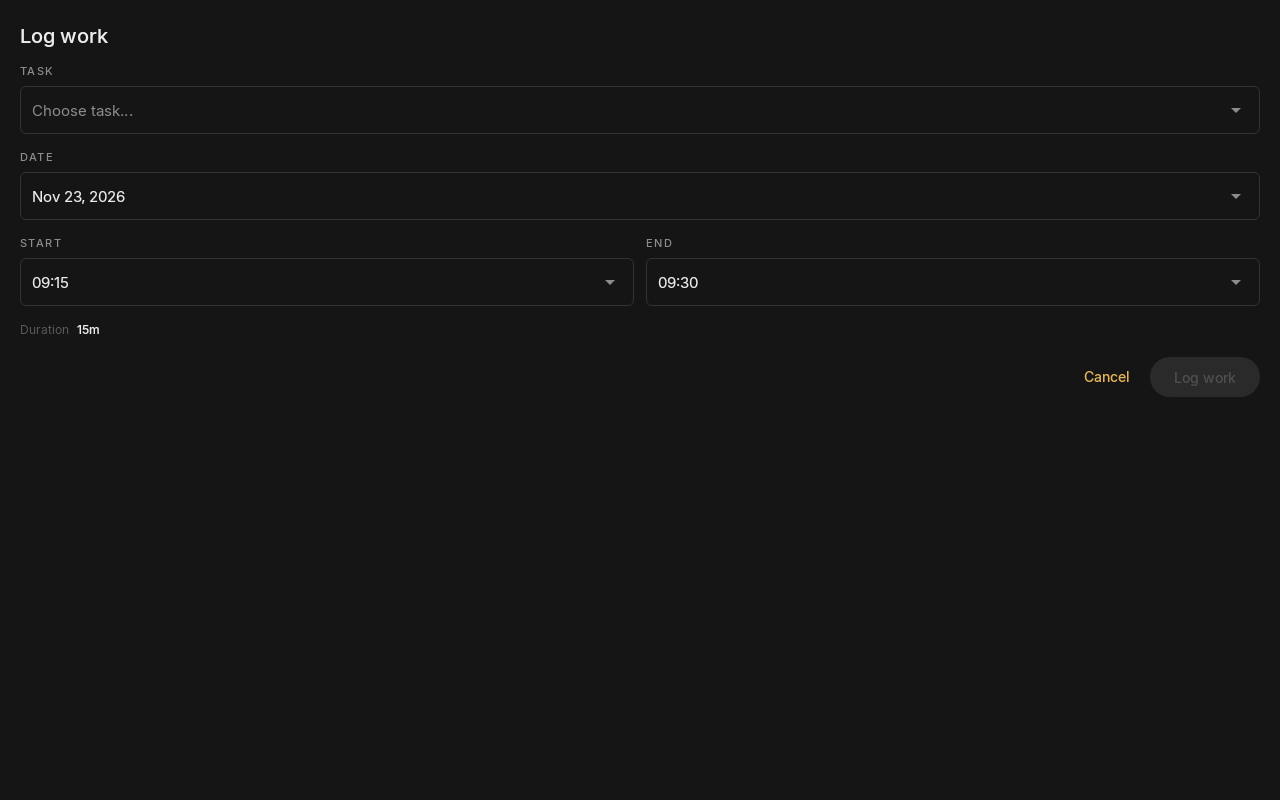 Log work
TASK
Choose task...
DATE
Nov 23, 2026
START
END
09:15
09:30
Duration 15m
Cancel
Log work